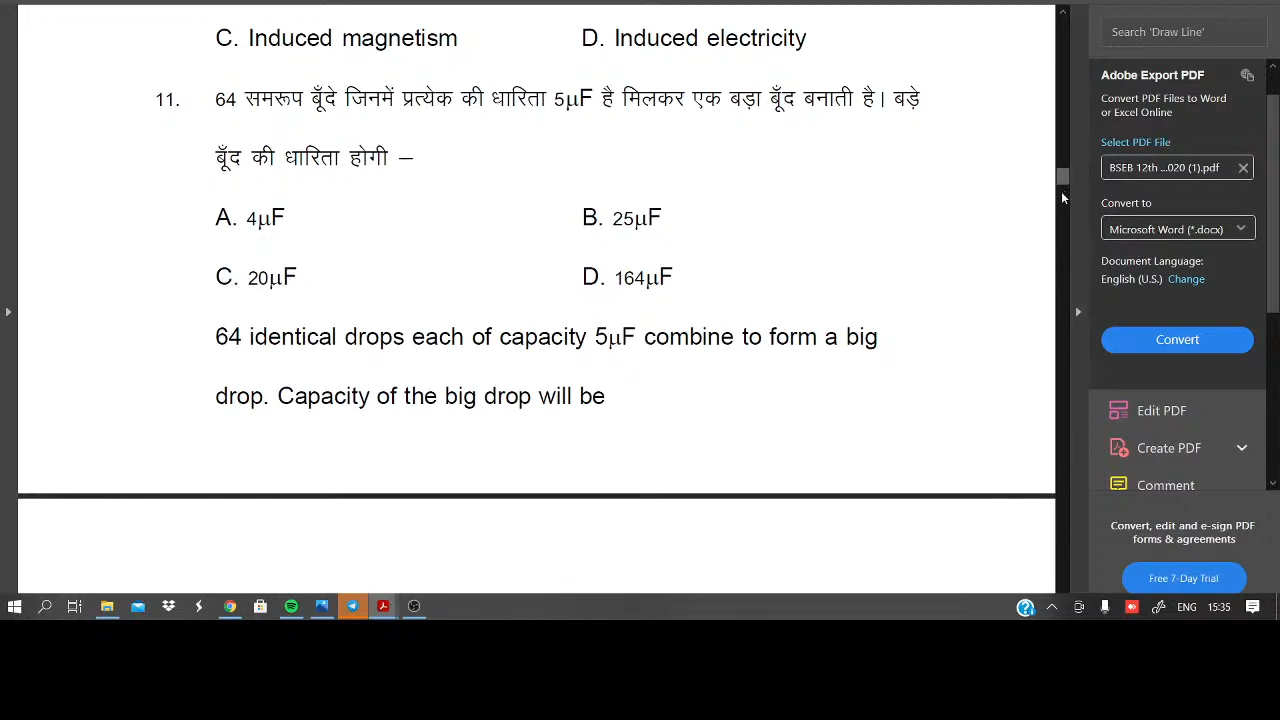 C. Induced magnetism D. Induced electricity
11. 64 समरूप बूँदे जिनमें प्रत्येक की धारिता 5μF है मिलकर एक बड़ा बूँद बनाती है। बड़े
बूँद की धारिता होगी –
A. 4μF B. 25μF
C. 20μF D. 164μF
64 identical drops each of capacity 5μF combine to form a big
drop. Capacity of the big drop will be
Search 'Draw Line'
Adobe Export PDF
Convert PDF Files to Word
or Excel Online
Select PDF File
BSEB 12th ...020 (1).pdf
Convert to
Microsoft Word (*.docx)
Document Language:
English (U.S.) Change
Convert
Edit PDF
Create PDF
Comment
Convert, edit and e-sign PDF
forms & agreements
Free 7-Day Trial
ENG 15:35